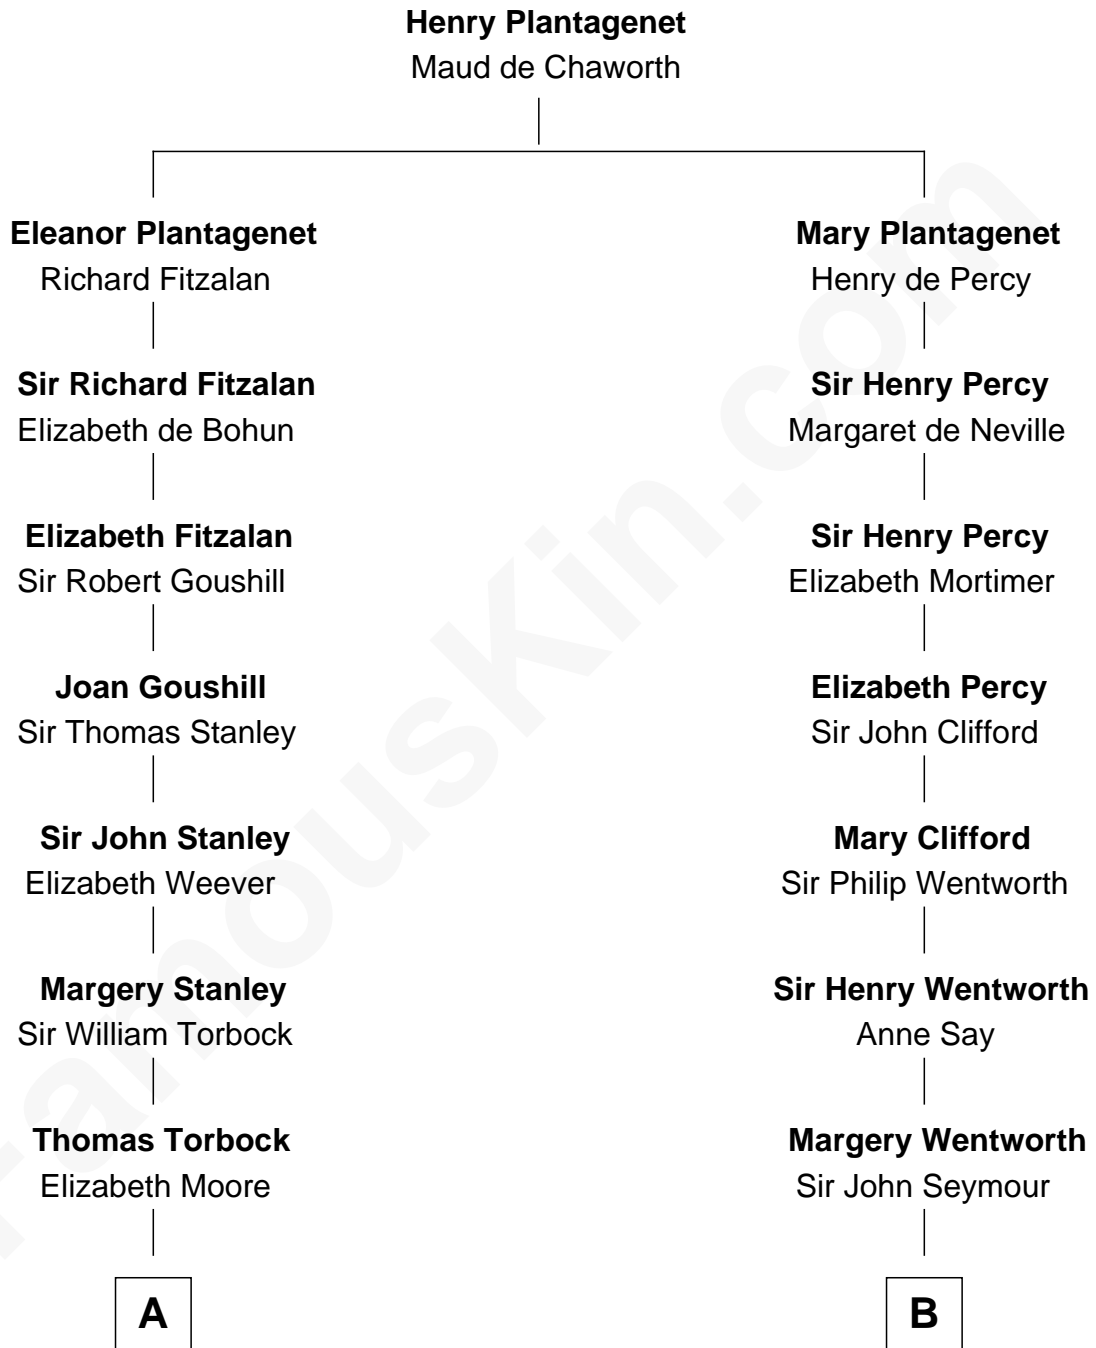 Henry Plantagenet
Maud de Chaworth
Eleanor Plantagenet
Richard Fitzalan
Mary Plantagenet
Henry de Percy
Sir Richard Fitzalan
Elizabeth de Bohun
Sir Henry Percy
Margaret de Neville
Elizabeth Fitzalan
Sir Robert Goushill
Sir Henry Percy
Elizabeth Mortimer
Joan Goushill
Sir Thomas Stanley
Elizabeth Percy
Sir John Clifford
Sir John Stanley
Elizabeth Weever
Mary Clifford
Sir Philip Wentworth
Margery Stanley
Sir William Torbock
Sir Henry Wentworth
Anne Say
Thomas Torbock
Elizabeth Moore
Margery Wentworth
Sir John Seymour
A
B
FamousKin.com